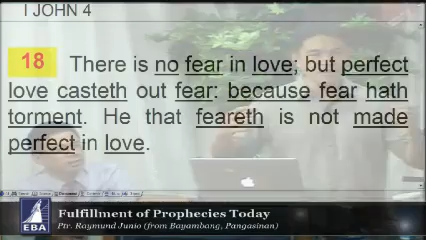 I JOHN 4
18 There is no fear in love; but perfect
love casteth out fear: because fear hath
torment. He that feareth is not made
perfect in love.
EBA
Fulfillment of Prophecies Today
Ptr. Raymund Junio (from Bayambang, Pangasinan)